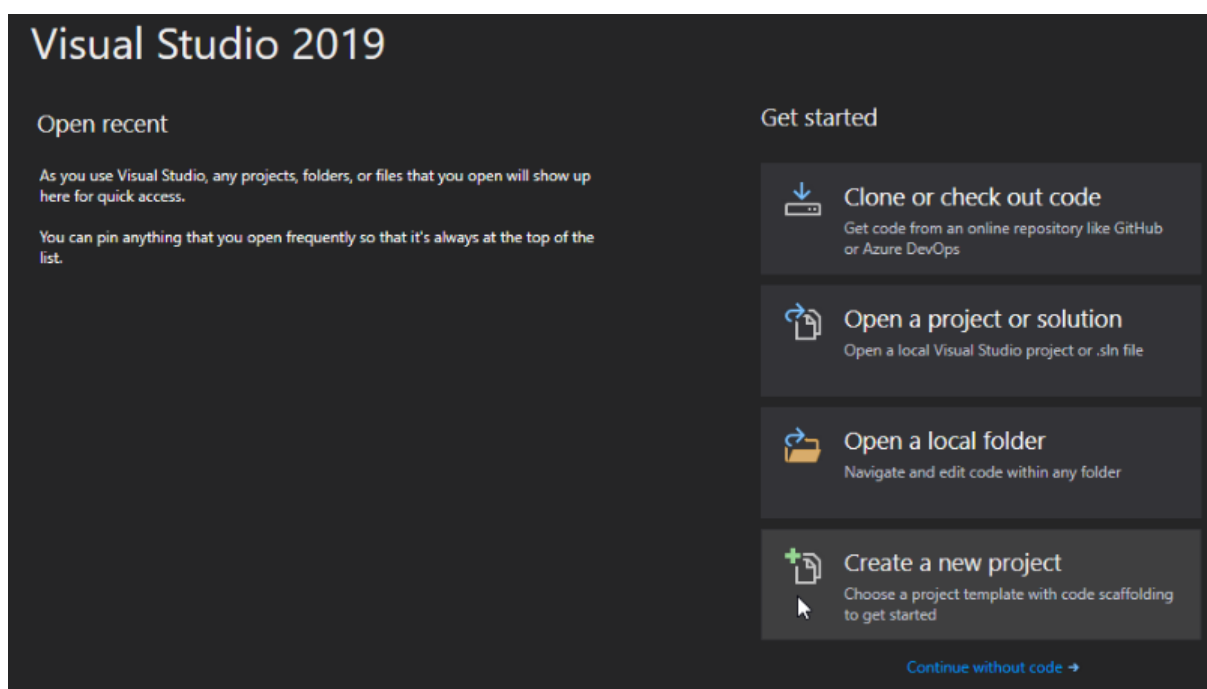 Visual Studio 2019
Open recent
As you use Visual Studio, any projects, folders, or files that you open will show up
here for quick access.
You can pin anything that you open frequently so that it's always at the top of the
list.
Get started
Clone or check out code
Get code from an online repository like GitHub
or Azure DevOps
Open a project or solution
Open a local Visual Studio project or .sln file
Open a local folder
Navigate and edit code within any folder
Create a new project
Choose a project template with code scaffolding
to get started
Continue without code →